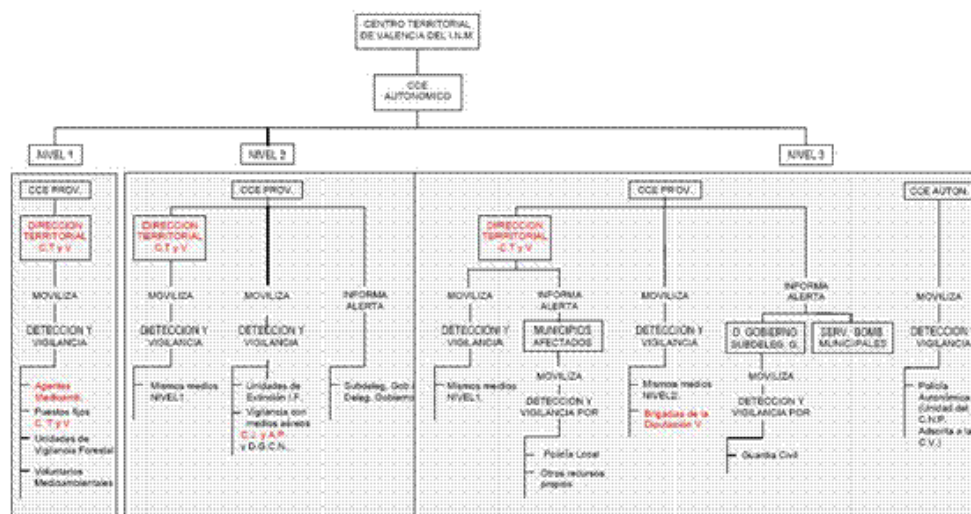 CENTRO TERRITORIAL
DE VALENCIA DEL I.N.M.
CCE
AUTONOMICO
NIVEL 1
NIVEL 2
NIVEL 3
CCE PROV.
DIRECCION
TERRITORIAL
C.T y V
MOVILIZA
DETECCION Y
VIGILANCIA
Agentes
Puestos fijos
C. T y V
Unidades de
Vigilancia Forestal
Voluntarios
Medioambientales
CCE PROV.
DIRECCION
TERRITORIAL
C.T y V
MOVILIZA
DETECCION Y
VIGILANCIA
Mismos medios
NIVEL1.
MOVILIZA
DETECCION Y
VIGILANCIA
Unidades de
Extinción I.F.
Vigilancia con
medios aéreos
C.J. y A.P.
y D.G.C.N.
INFORMA
ALERTA
Subdeleg. Gob
Deleg. Gobierno
CCE PROV.
DIRECCION
TERRITORIAL
C.T y V
MOVILIZA
DETECCION Y
VIGILANCIA
Mismos medios
NIVEL1.
INFORMA
ALERTA
MUNICIPIOS
AFECTADOS
MOVILIZA
DETECCION Y
VIGILANCIA POR
Policía Local
Otros recursos
propios
MOVILIZA
DETECCION Y
VIGILANCIA
Mismos medios
NIVEL2.
Brigadas de la
Diputación V.
INFORMA
ALERTA
D. GOBIERNO
SUBDELEG. G.
SERV. BOMB.
MUNICIPALES
MOVILIZA
DETECCION Y
VIGILANCIA POR
Guardia Civil
CCE AUTON.
MOVILIZA
DETECCION
VIGILANCIA
Policía
Autonómica
(Unidad del
C.N.P.
Adscrita a la
C.V.)